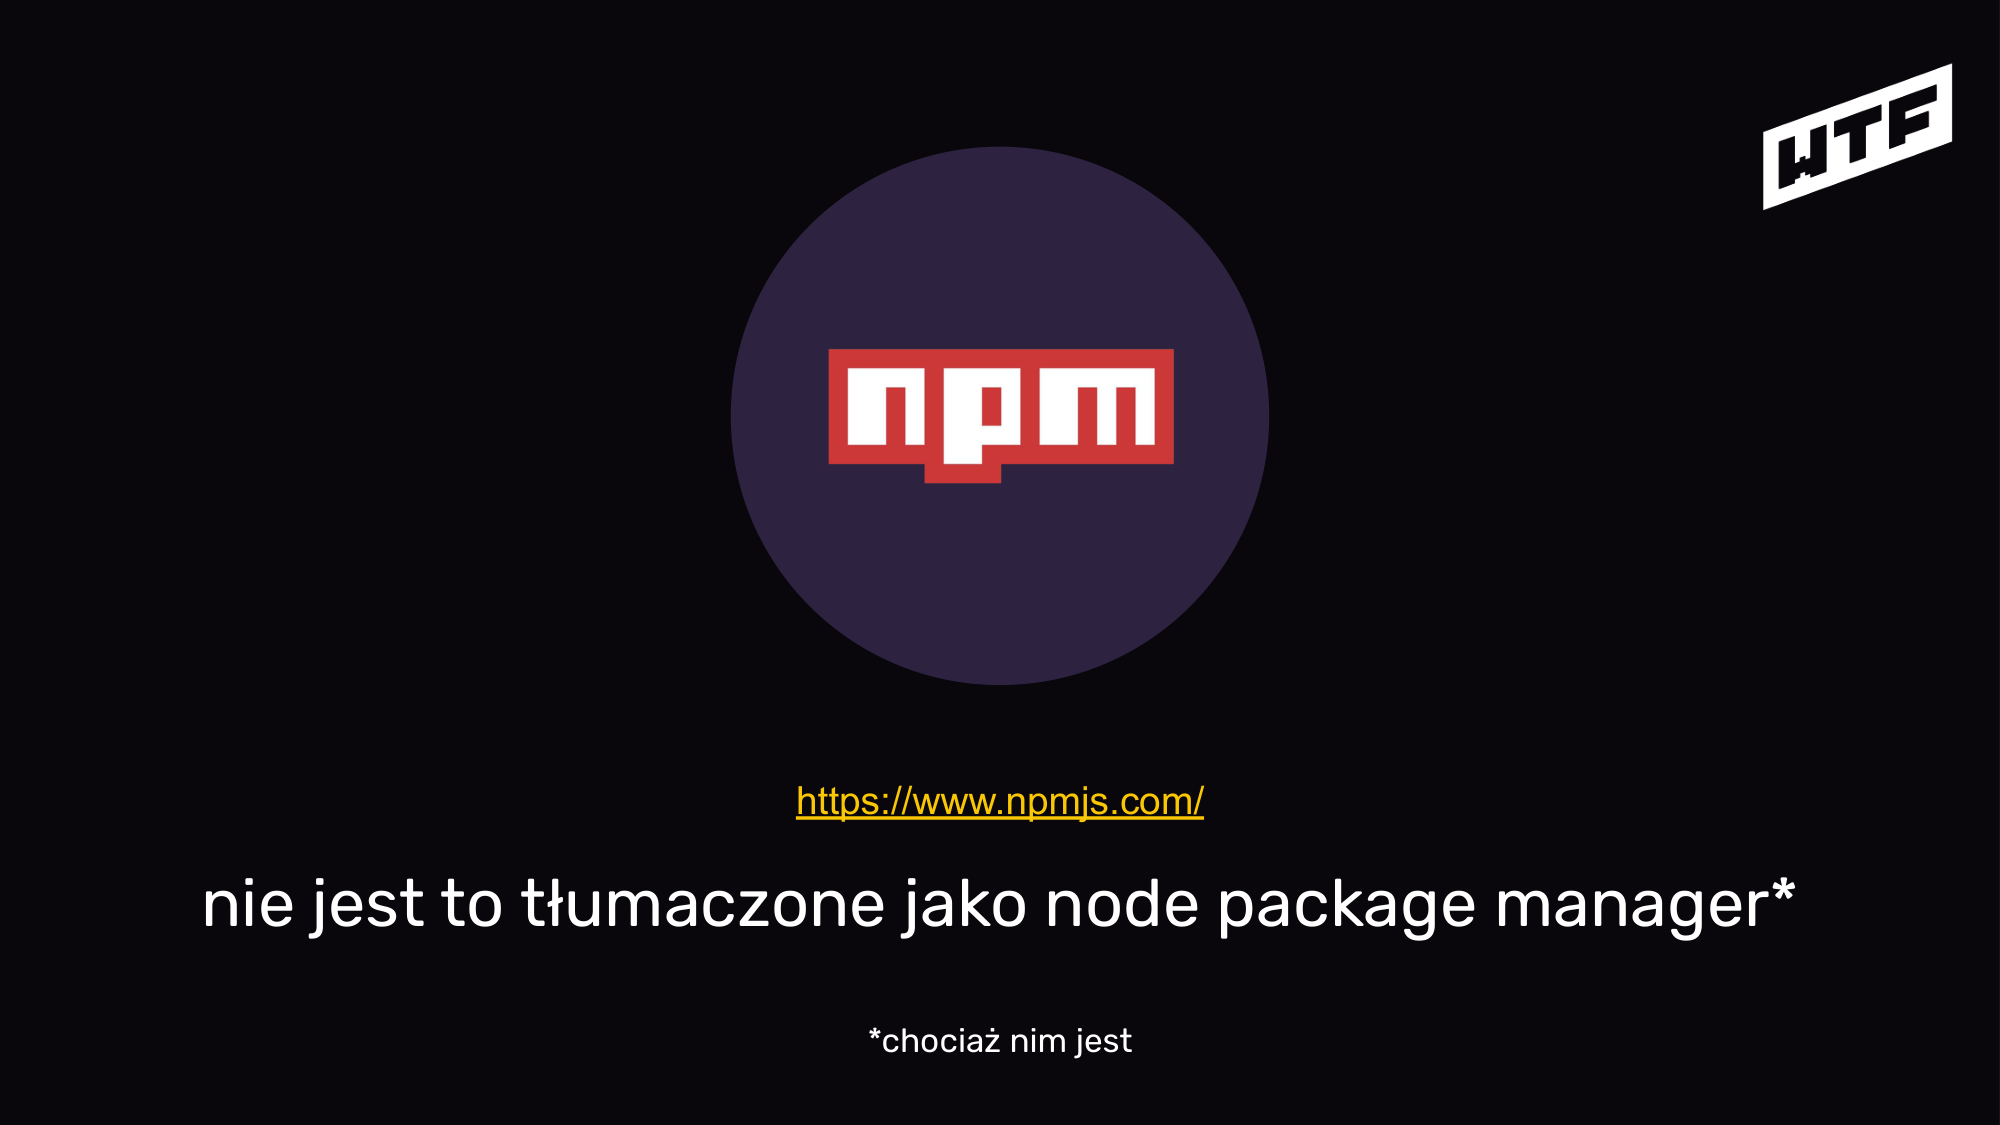 WTF
npm
https://www.npmjs.com/
nie jest to tłumaczone jako node package manager*
*chociaż nim jest